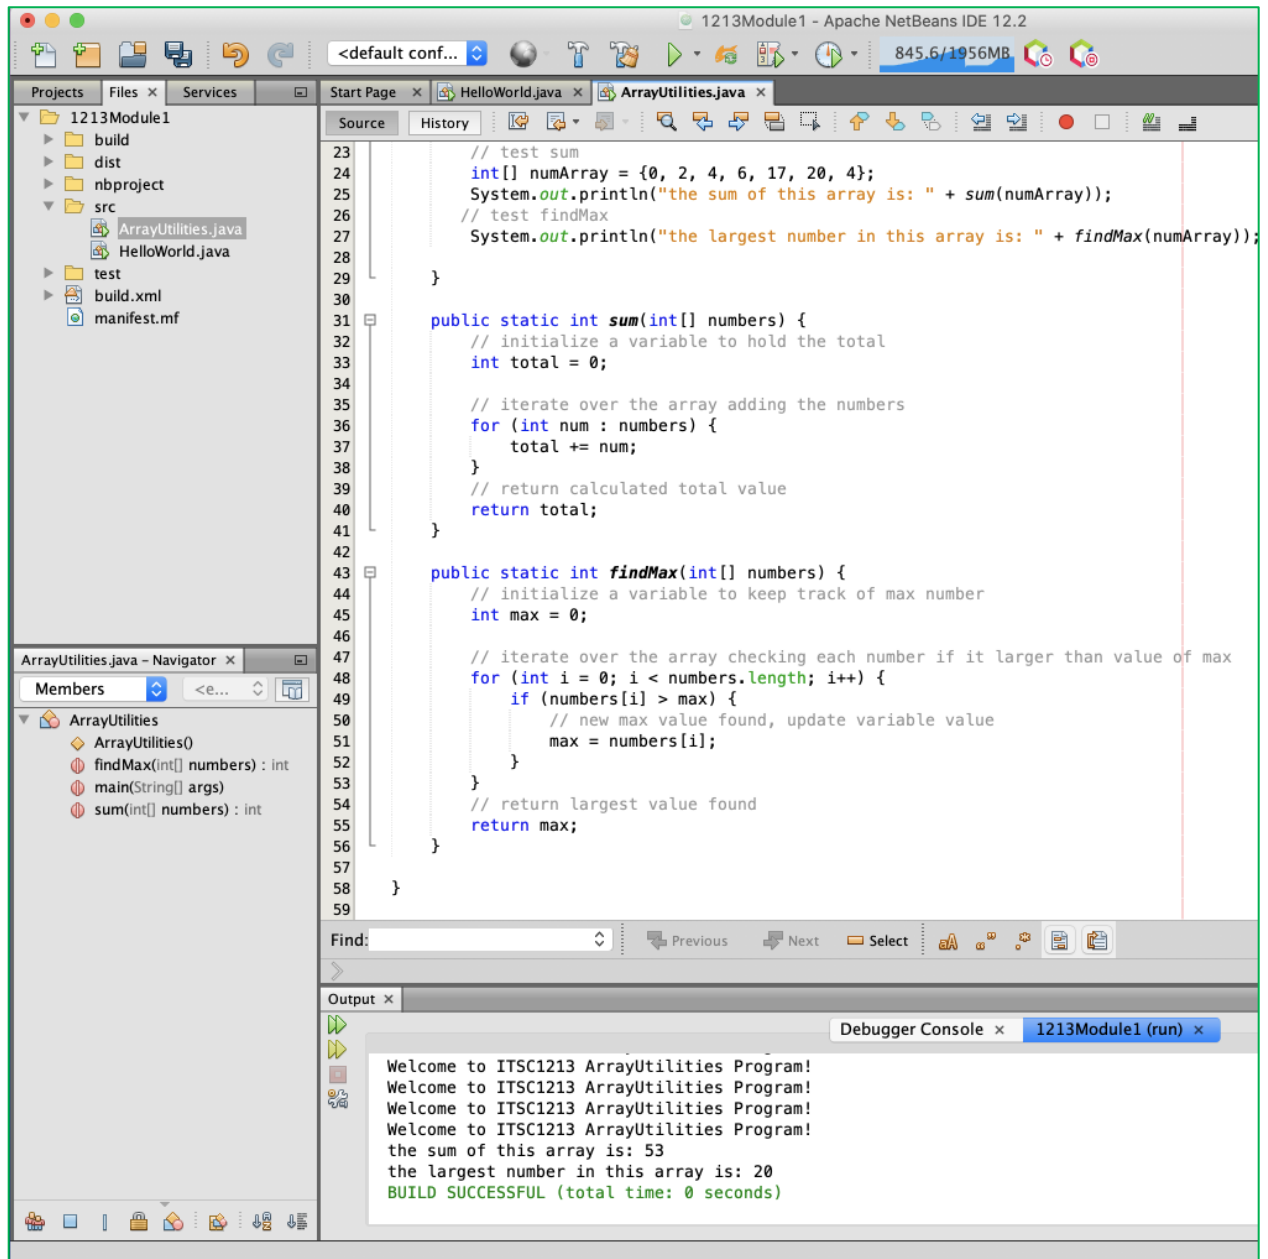 1213Module1 - Apache NetBeans IDE 12.2
<default conf...
845.6/1956MB
Projects Files × Services
Start Page × HelloWorld.java × ArrayUtilities.java ×
Source History
1213Module1
build
dist
nbproject
src
ArrayUtilities.java
HelloWorld.java
test
build.xml
manifest.mf
23 // test sum
24 int[] numArray = {0, 2, 4, 6, 17, 20, 4};
25 System.out.println("the sum of this array is: " + sum(numArray));
26 // test findMax
27 System.out.println("the largest number in this array is: " + findMax(numArray));
28
29 }
30
31 public static int sum(int[] numbers) {
32 // initialize a variable to hold the total
33 int total = 0;
34
35 // iterate over the array adding the numbers
36 for (int num : numbers) {
37 total += num;
38 }
39 // return calculated total value
40 return total;
41 }
42
43 public static int findMax(int[] numbers) {
44 // initialize a variable to keep track of max number
45 int max = 0;
46
47 // iterate over the array checking each number if it larger than value of max
48 for (int i = 0; i < numbers.length; i++) {
49 if (numbers[i] > max) {
50 // new max value found, update variable value
51 max = numbers[i];
52 }
53 }
54 // return largest value found
55 return max;
56 }
57
58 }
59
ArrayUtilities.java – Navigator ×
Members <e...
ArrayUtilities
ArrayUtilities()
findMax(int[] numbers) : int
main(String[] args)
sum(int[] numbers) : int
Find: Previous Next Select
Output ×
Debugger Console × 1213Module1 (run) ×
Welcome to ITSC1213 ArrayUtilities Program!
Welcome to ITSC1213 ArrayUtilities Program!
Welcome to ITSC1213 ArrayUtilities Program!
Welcome to ITSC1213 ArrayUtilities Program!
the sum of this array is: 53
the largest number in this array is: 20
BUILD SUCCESSFUL (total time: 0 seconds)